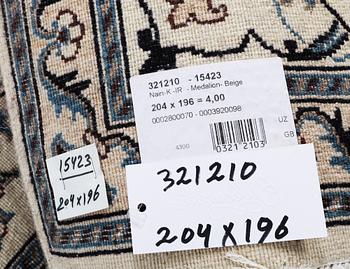 321210 - 15423
Nain-K-IR - Medalion- Beige
204 x 196 = 4,00
0002800070 - 0003920098
UZ
GB
4300
0321 2103
15423
204x196
321210
204 x 196